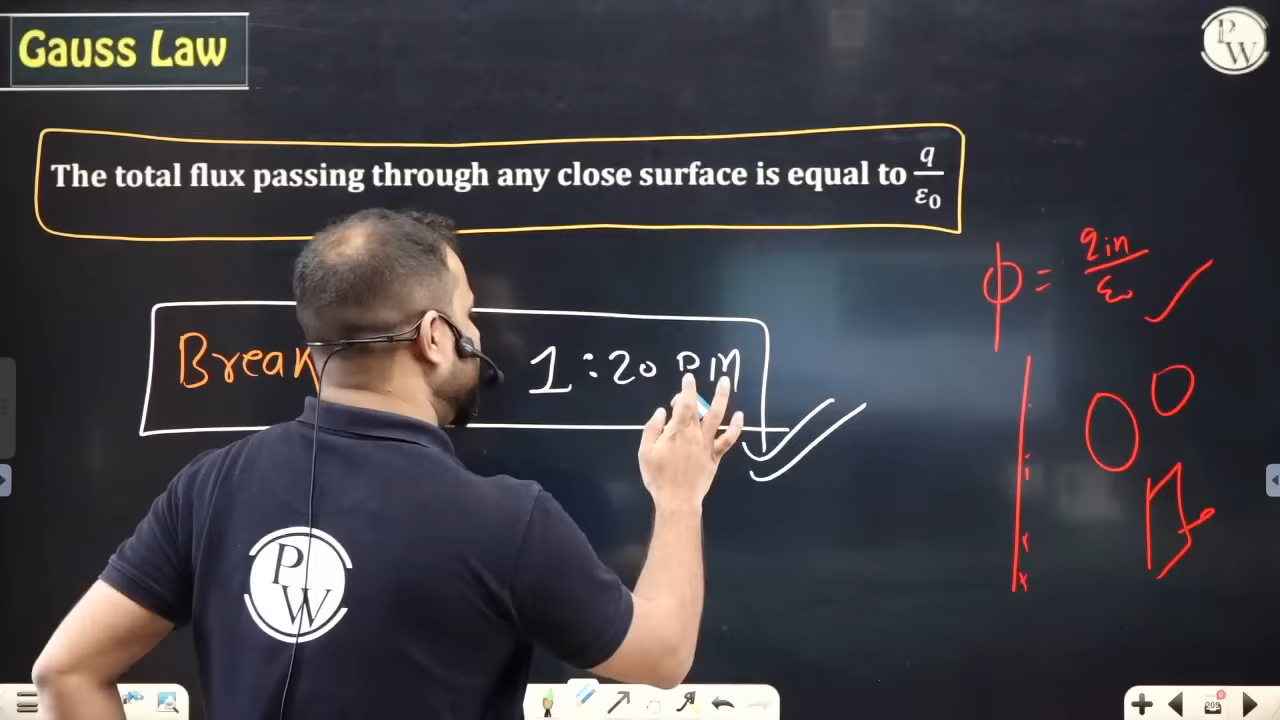 Gauss Law
PW
The total flux passing through any close surface is equal to q/ε₀
ϕ = qin/ε₀
Break 1:20 PM
PW
209